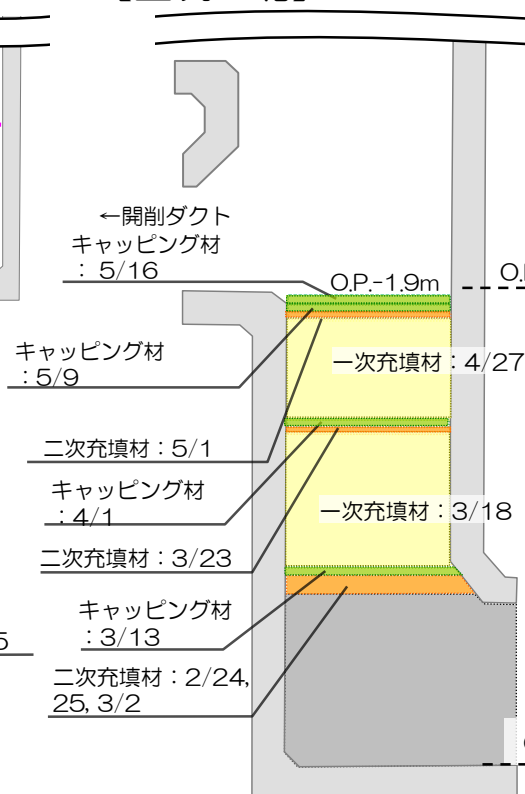 ←開削ダクト
キャッピング材
: 5/16
O.P.-1.9m
キャッピング材
: 5/9
一次充填材：4/27
二次充填材：5/1
キャッピング材
: 4/1
一次充填材：3/18
二次充填材：3/23
キャッピング材
: 3/13
二次充填材：2/24,
25, 3/2